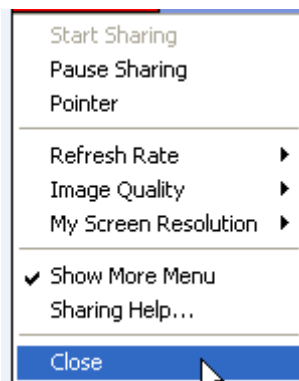 Start Sharing
Pause Sharing
Pointer
Refresh Rate
Image Quality
My Screen Resolution
Show More Menu
Sharing Help...
Close